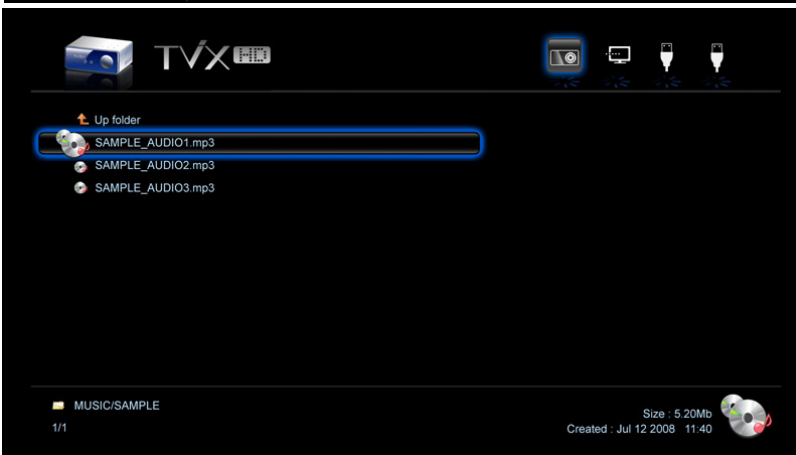 TViX HD
Up folder
SAMPLE_AUDIO1.mp3
SAMPLE_AUDIO2.mp3
SAMPLE_AUDIO3.mp3
MUSIC/SAMPLE
1/1
Size : 5.20Mb
Created : Jul 12 2008 11:40